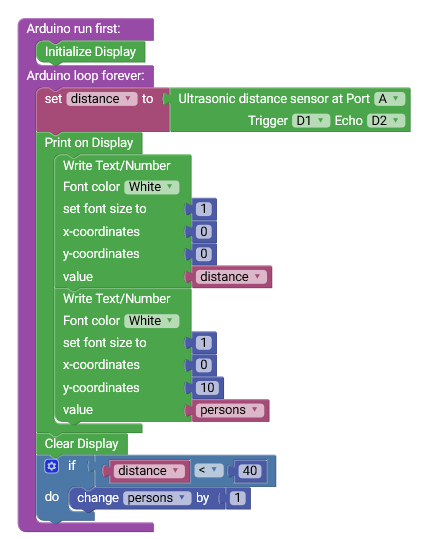 Arduino run first:
Initialize Display
Arduino loop forever:
set distance to Ultrasonic distance sensor at Port A
Trigger D1 Echo D2
Print on Display
Write Text/Number
Font color White
set font size to 1
x-coordinates 0
y-coordinates 0
value distance
Write Text/Number
Font color White
set font size to 1
x-coordinates 0
y-coordinates 10
value persons
Clear Display
if distance < 40
do change persons by 1